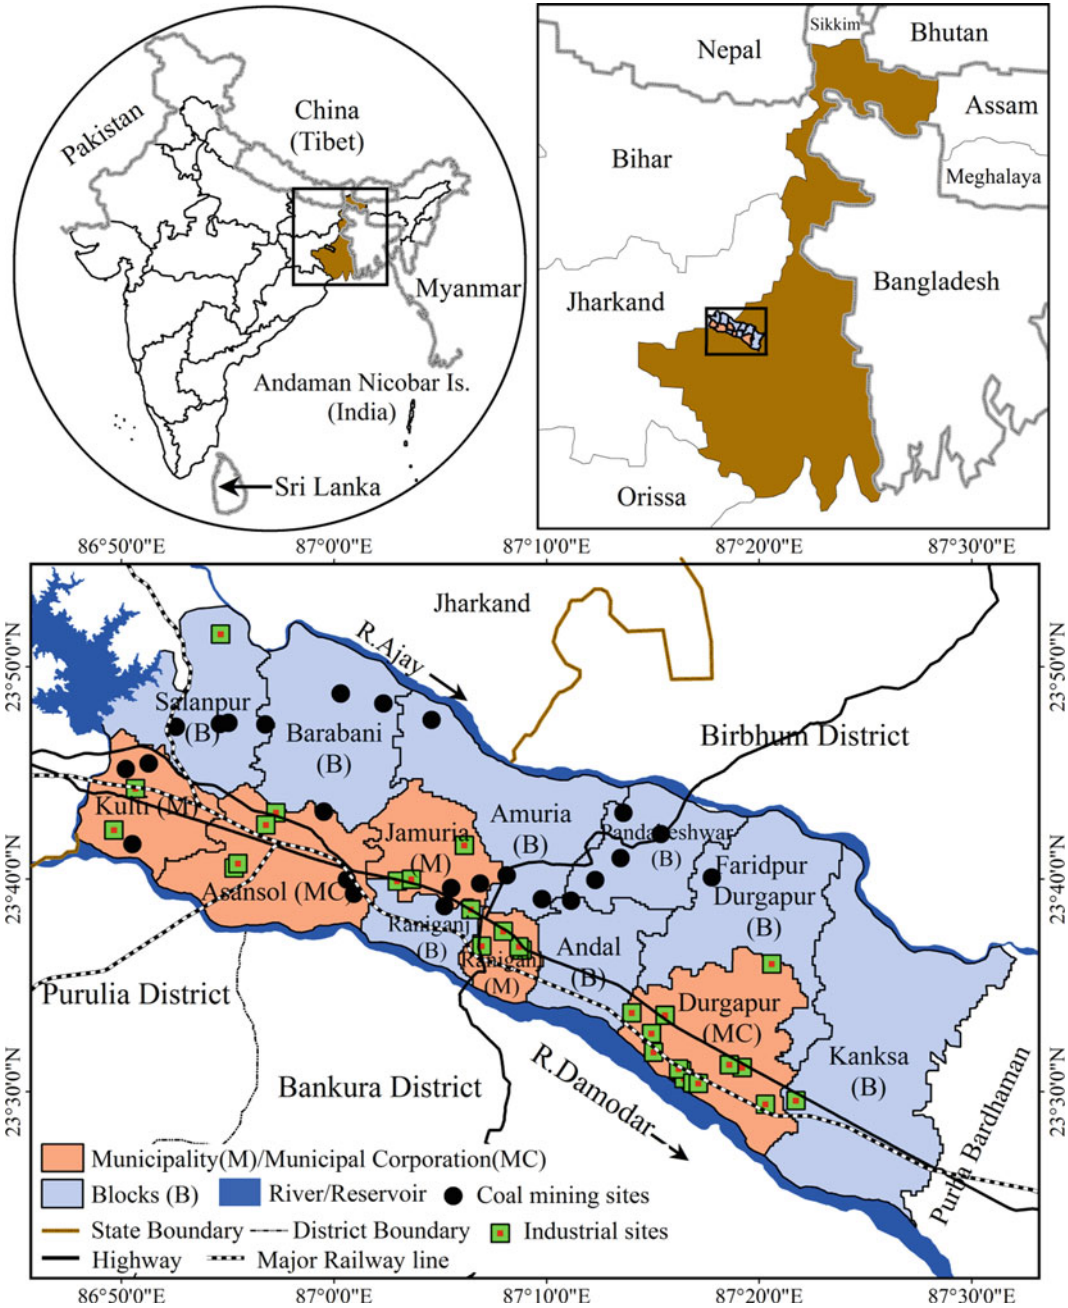 Pakistan
China
(Tibet)
Myanmar
Andaman Nicobar Is.
(India)
Sri Lanka
Sikkim
Nepal
Bhutan
Assam
Bihar
Meghalaya
Jharkand
Bangladesh
Orissa
86°50'0"E
87°00'0"E
87°10'0"E
87°20'0"E
87°30'0"E
23°50'0"N
23°40'0"N
23°30'0"N
23°50'0"N
23°40'0"N
23°30'0"N
Jharkand
R.Ajay
Salanpur
(B)
Barabani
(B)
Birbhum District
Kulti (M)
Jamuria
(M)
Amuria
(B)
Pandabeshwar
(B)
Faridpur
Durgapur
(B)
Asansol (MC)
Raniganj
(B)
Raniganj
(M)
Andal
(B)
Purulia District
Durgapur
(MC)
Kanksa
(B)
Bankura District
R.Damodar
Purba Bardhaman
Municipality(M)/Municipal Corporation(MC)
Blocks (B)
River/Reservoir
Coal mining sites
State Boundary
District Boundary
Industrial sites
Highway
Major Railway line
86°50'0"E
87°00'0"E
87°10'0"E
87°20'0"E
87°30'0"E